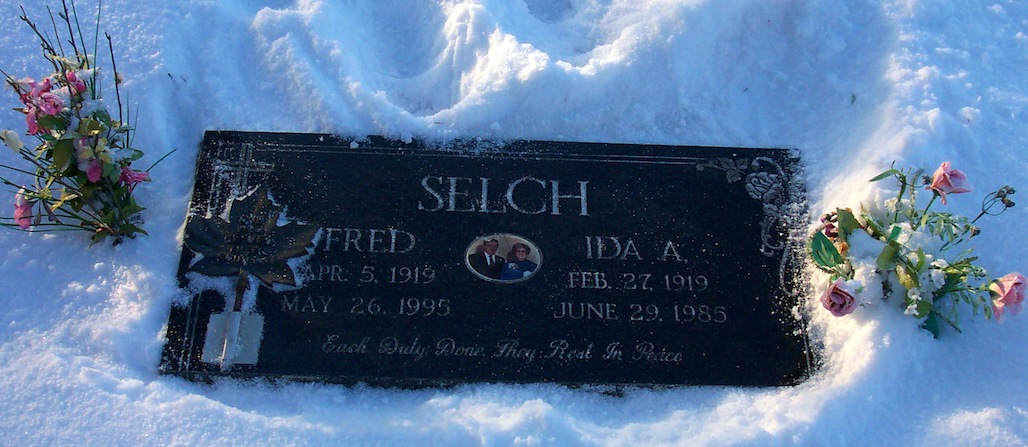 SELCH
FRED
APR. 5, 1919
MAY 26, 1995
IDA A.
FEB. 27, 1919
JUNE 29, 1985
Each Duty Done, They Rest In Peace